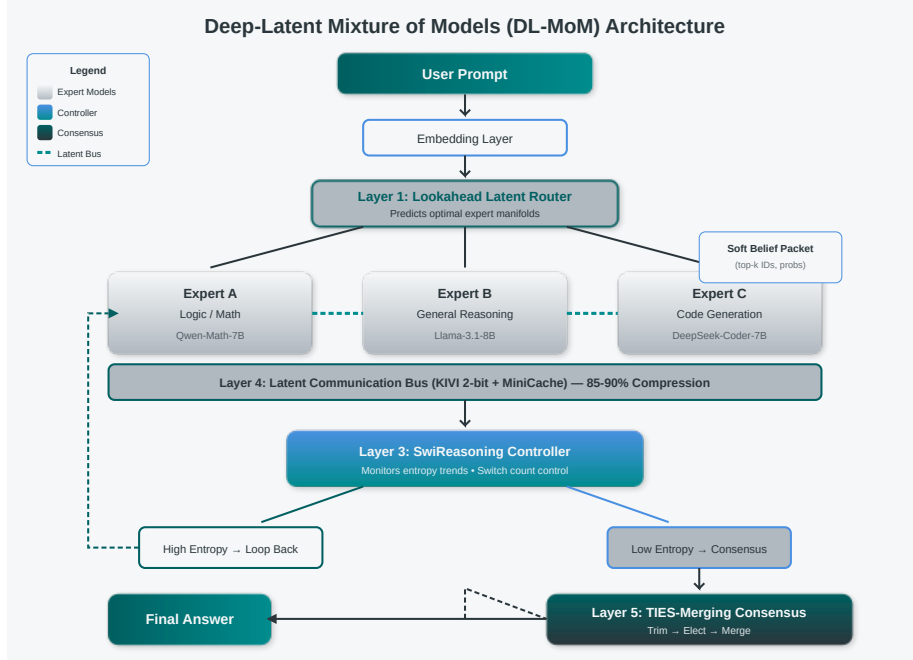 Deep-Latent Mixture of Models (DL-MoM) Architecture
Legend
Expert Models
Controller
Consensus
Latent Bus
User Prompt
Embedding Layer
Layer 1: Lookahead Latent Router
Predicts optimal expert manifolds
Soft Belief Packet
(top-k IDs, probs)
Expert A
Logic / Math
Qwen-Math-7B
Expert B
General Reasoning
Llama-3.1-8B
Expert C
Code Generation
DeepSeek-Coder-7B
Layer 4: Latent Communication Bus (KIVI 2-bit + MiniCache) — 85-90% Compression
Layer 3: SwiReasoning Controller
Monitors entropy trends • Switch count control
High Entropy → Loop Back
Low Entropy → Consensus
Final Answer
Layer 5: TIES-Merging Consensus
Trim → Elect → Merge